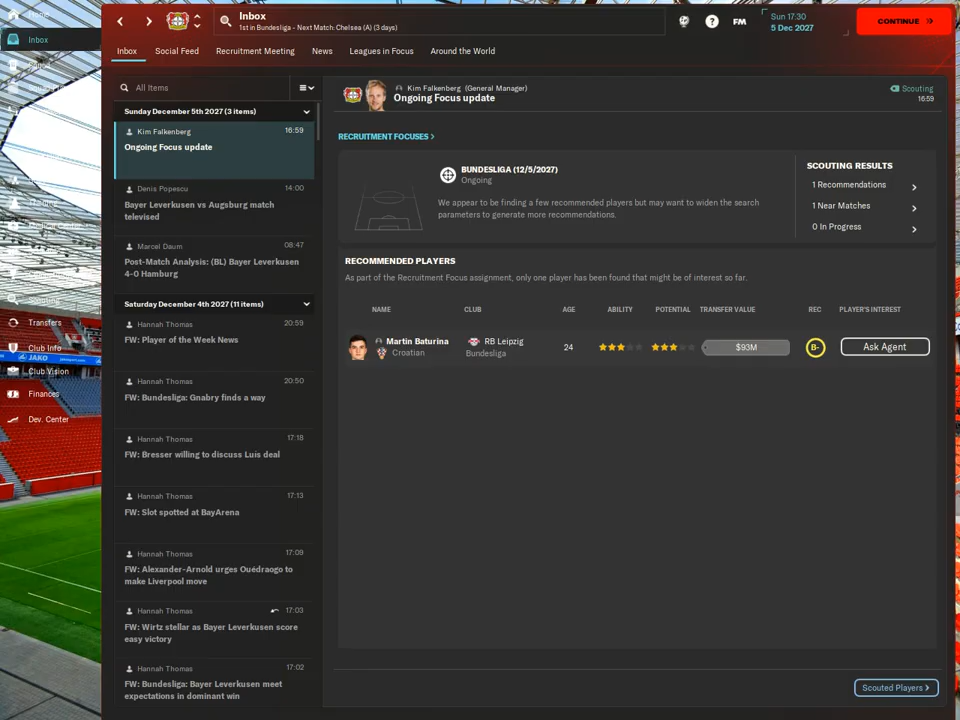 Home
Inbox
Inbox
1st in Bundesliga - Next Match: Chelsea (A) (3 days)
FM
Sun 17:30
5 Dec 2027
CONTINUE
Inbox
Social Feed
Recruitment Meeting
News
Leagues in Focus
Around the World
All Items
Sunday December 5th 2027 (3 items)
Kim Falkenberg
16:59
Ongoing Focus update
Denis Popescu
14:00
Bayer Leverkusen vs Augsburg match
televised
Marcel Daum
08:47
Post-Match Analysis: (BL) Bayer Leverkusen
4-0 Hamburg
Saturday December 4th 2027 (11 items)
Hannah Thomas
20:59
FW: Player of the Week News
Hannah Thomas
20:50
FW: Bundesliga: Gnabry finds a way
Hannah Thomas
17:18
FW: Bresser willing to discuss Luis deal
Hannah Thomas
17:13
FW: Slot spotted at BayArena
Hannah Thomas
17:09
FW: Alexander-Arnold urges Ouédraogo to
make Liverpool move
Hannah Thomas
17:03
FW: Wirtz stellar as Bayer Leverkusen score
easy victory
Hannah Thomas
17:02
FW: Bundesliga: Bayer Leverkusen meet
expectations in dominant win
Transfers
Club Info
JAKO
Club Vision
Finances
Dev. Center
Kim Falkenberg (General Manager)
Ongoing Focus update
Scouting
16:59
RECRUITMENT FOCUSES >
BUNDESLIGA (12/5/2027)
Ongoing
We appear to be finding a few recommended players but may want to widen the search
parameters to generate more recommendations.
SCOUTING RESULTS
1 Recommendations
1 Near Matches
0 In Progress
RECOMMENDED PLAYERS
As part of the Recruitment Focus assignment, only one player has been found that might be of interest so far.
NAME
CLUB
AGE
ABILITY
POTENTIAL
TRANSFER VALUE
REC
PLAYER'S INTEREST
Martin Baturina
Croatian
RB Leipzig
Bundesliga
24
$93M
B-
Ask Agent
Scouted Players >